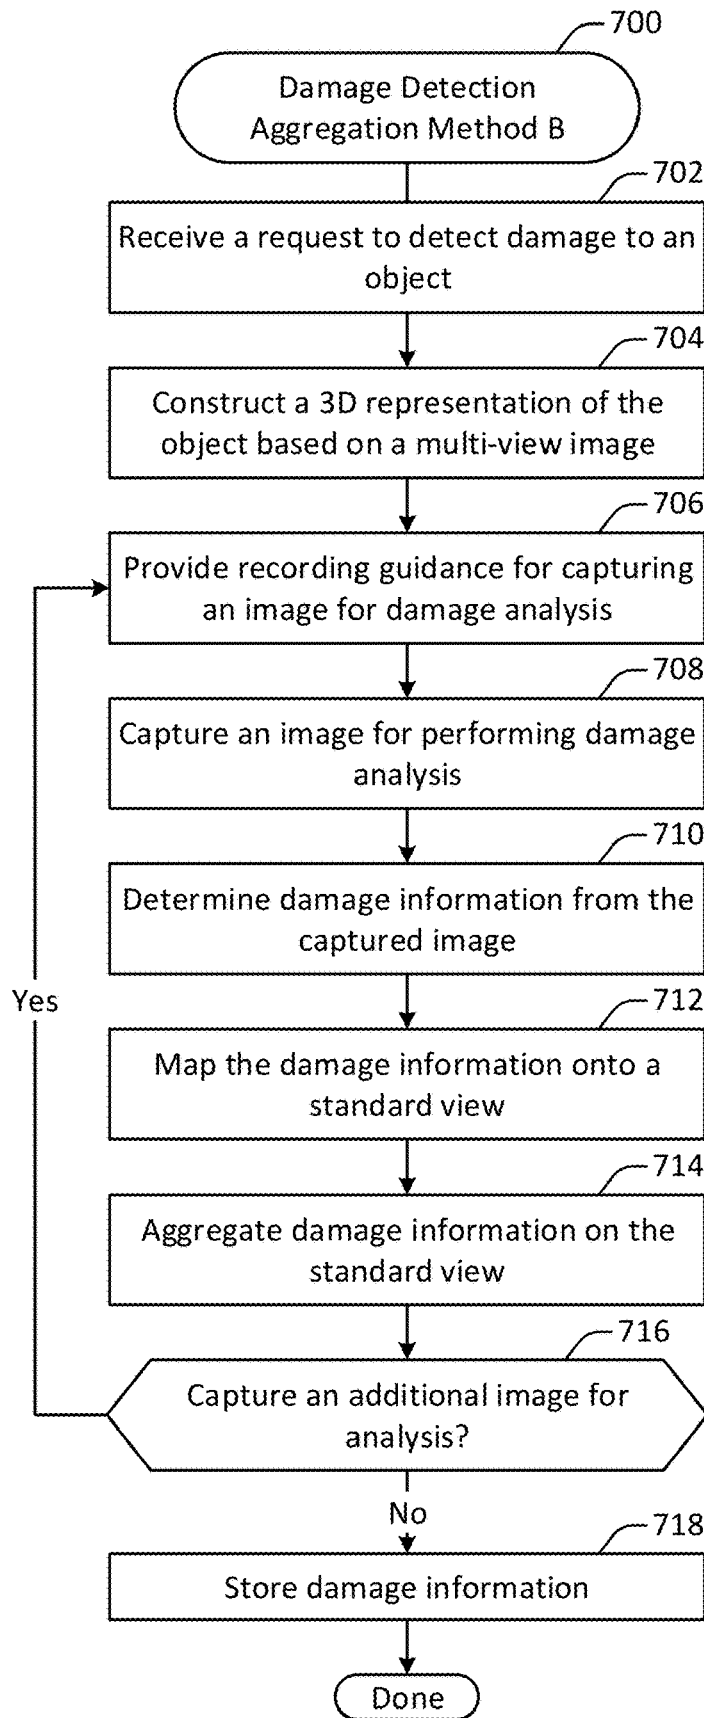 700
Damage Detection
Aggregation Method B
702
Receive a request to detect damage to an
object
704
Construct a 3D representation of the
object based on a multi-view image
706
Provide recording guidance for capturing
an image for damage analysis
708
Capture an image for performing damage
analysis
710
Determine damage information from the
captured image
Yes
712
Map the damage information onto a
standard view
714
Aggregate damage information on the
standard view
716
Capture an additional image for
analysis?
No
718
Store damage information
Done